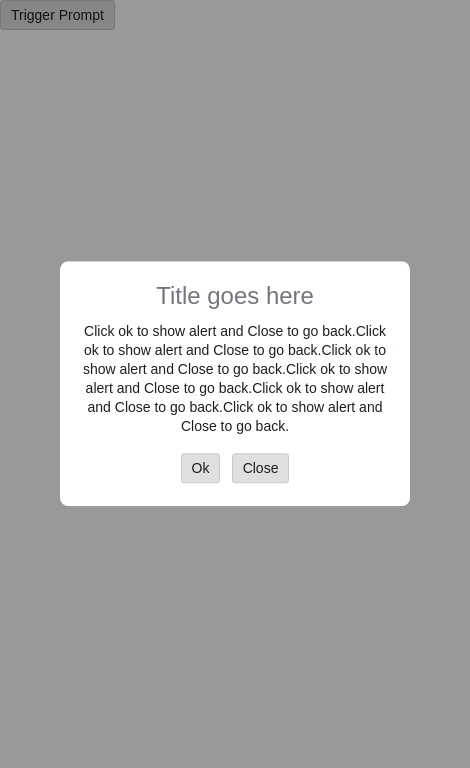 Trigger Prompt
Title goes here
Click ok to show alert and Close to go back.Click
ok to show alert and Close to go back.Click ok to
show alert and Close to go back.Click ok to show
alert and Close to go back.Click ok to show alert
and Close to go back.Click ok to show alert and
Close to go back.
Ok Close